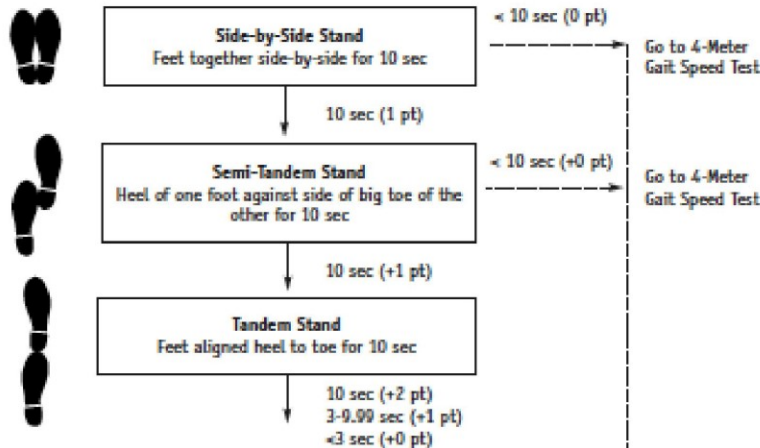 Side-by-Side Stand
Feet together side-by-side for 10 sec
< 10 sec (0 pt)
Go to 4-Meter
Gait Speed Test
10 sec (1 pt)
Semi-Tandem Stand
Heel of one foot against side of big toe of the
other for 10 sec
< 10 sec (+0 pt)
Go to 4-Meter
Gait Speed Test
10 sec (+1 pt)
Tandem Stand
Feet aligned heel to toe for 10 sec
10 sec (+2 pt)
3-9.99 sec (+1 pt)
<3 sec (+0 pt)